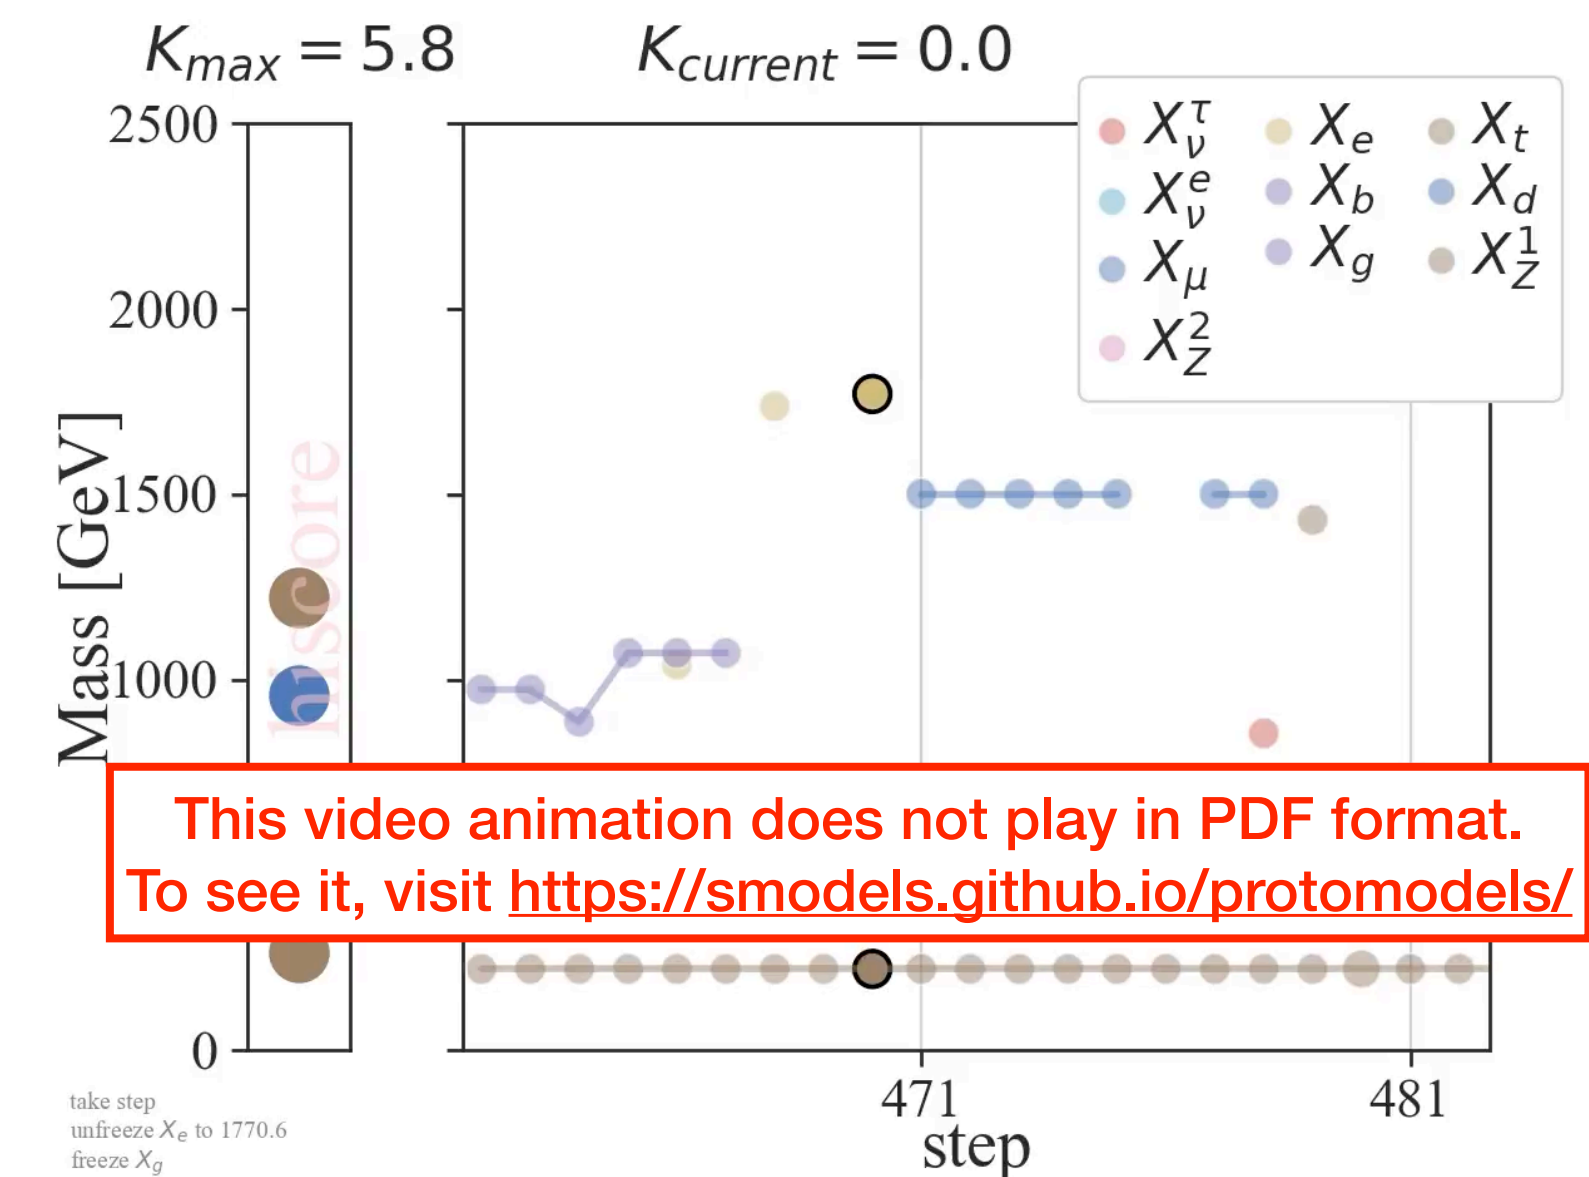 K_max = 5.8 K_current = 0.0
X_ν^τ X_e X_t
X_ν^e X_b X_d
X_μ X_g X_Z^1
X_Z^2
2500
2000
1500
1000
0
Mass [GeV]
hiscore
This video animation does not play in PDF format.
To see it, visit https://smodels.github.io/protomodels/
471 481
step
take step
unfreeze X_e to 1770.6
freeze X_g